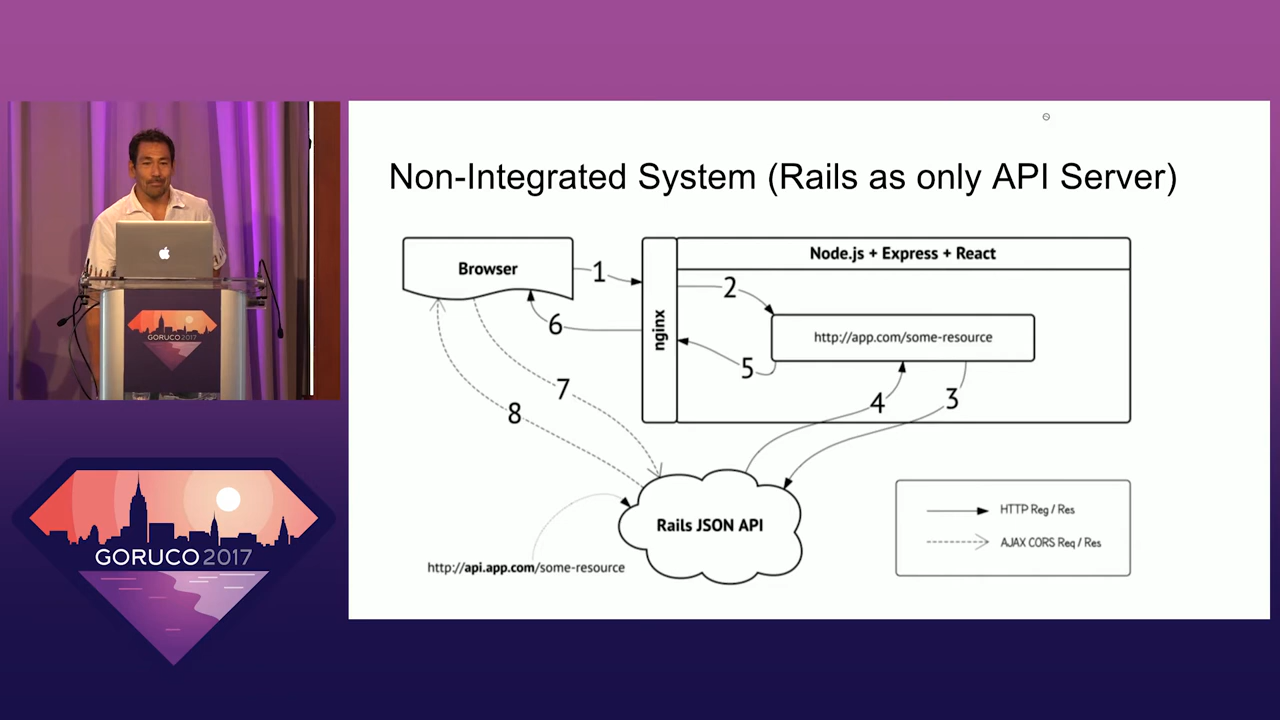 Non-Integrated System (Rails as only API Server)
Browser
1
nginx
Node.js + Express + React
2
http://app.com/some-resource
6
5
7
4
3
8
Rails JSON API
http://api.app.com/some-resource
HTTP Req / Res
AJAX CORS Req / Res
GORUCO 2017
GORUCO 2017